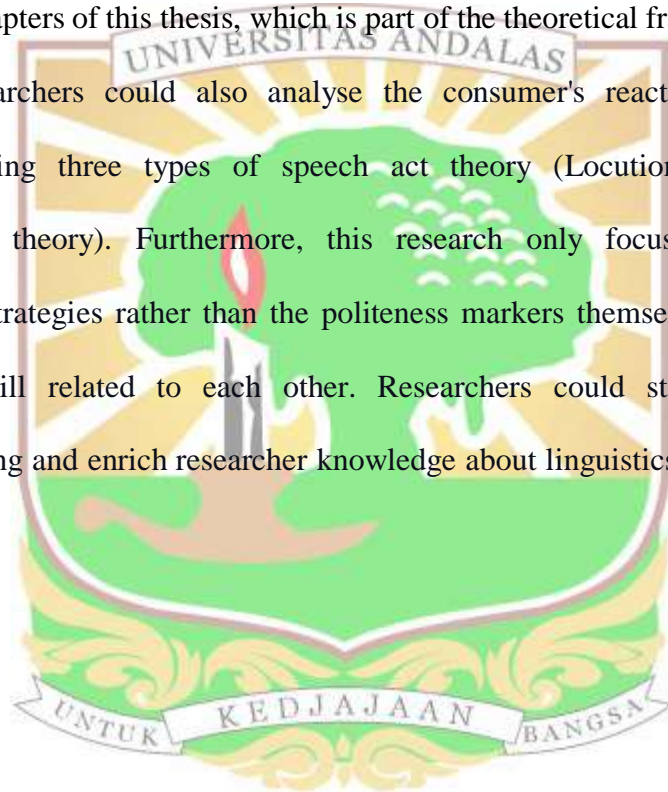 apters of this thesis, which is part of the theoretical fr
UNIVERSITAS ANDALAS
archers could also analyse the consumer's react
ing three types of speech act theory (Locution
theory). Furthermore, this research only focus
trategies rather than the politeness markers themse
ill related to each other. Researchers could st
ng and enrich researcher knowledge about linguistics
UNTUK KEDJAJAAN BANGSA